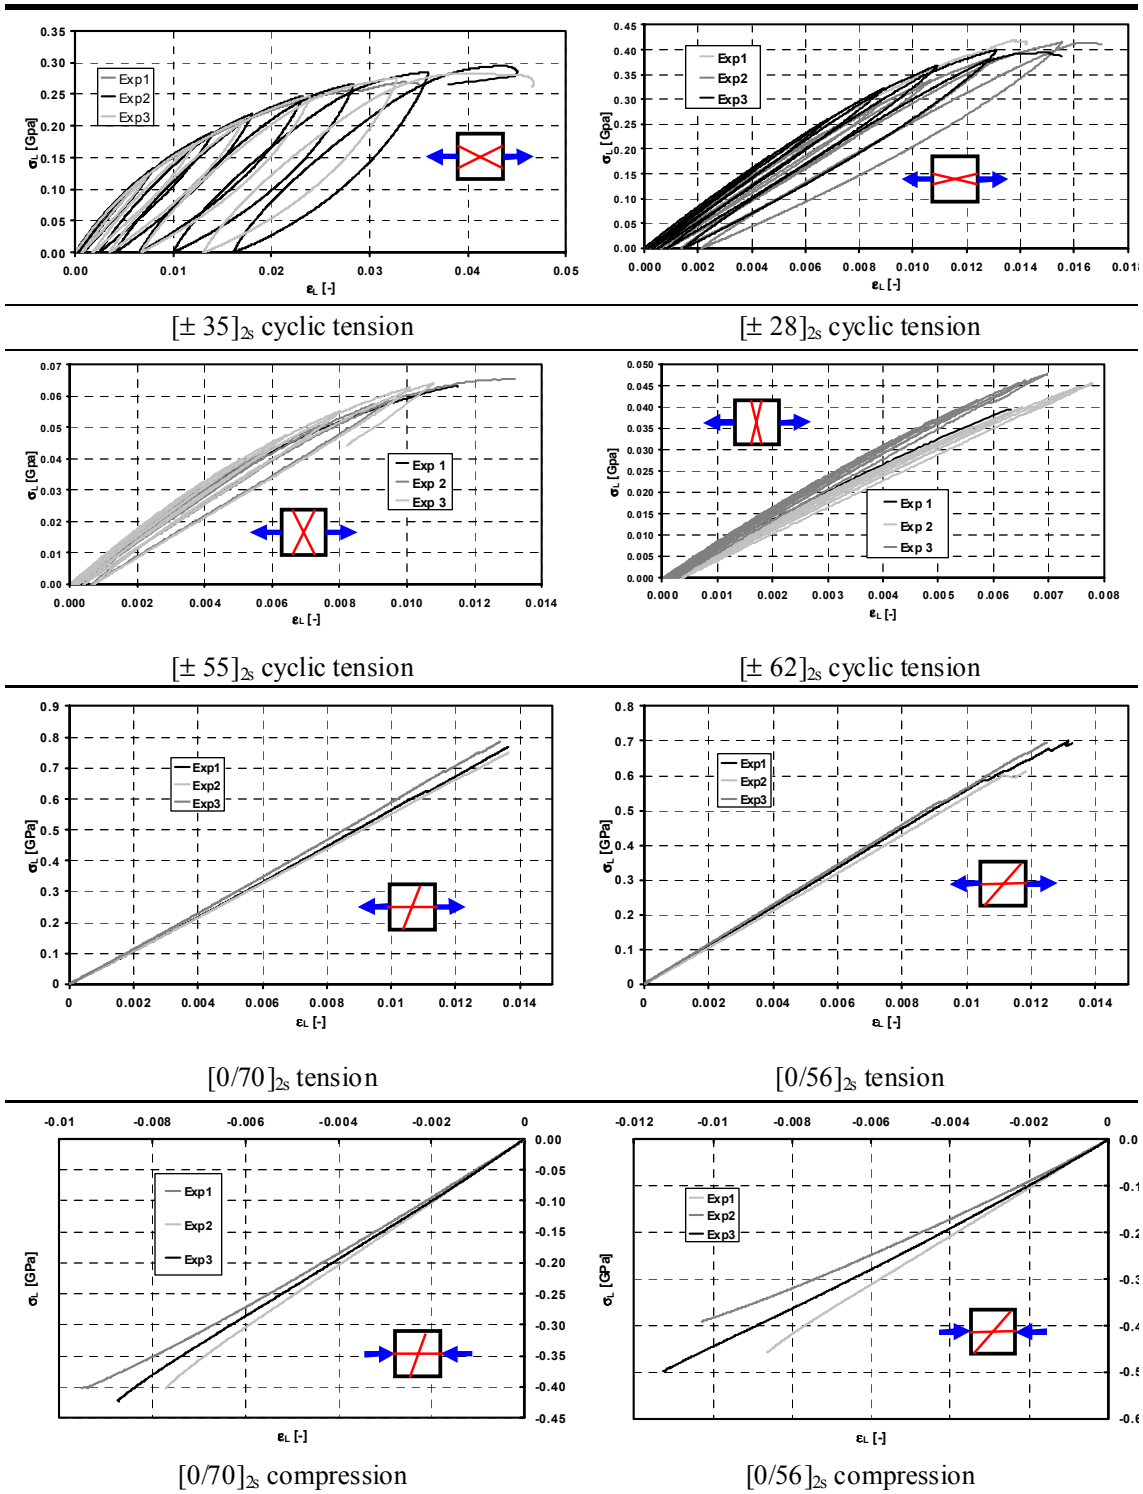 0.35
0.30
0.25
0.20
0.15
0.10
0.05
0.00
σL [Gpa]
Exp1
Exp2
Exp3
0.00 0.01 0.02 0.03 0.04 0.05
εL [-]
[± 35]2s cyclic tension
0.45
0.40
0.35
0.30
0.25
0.20
0.15
0.10
0.05
0.00
σL [Gpa]
Exp1
Exp2
Exp3
0.000 0.002 0.004 0.006 0.008 0.010 0.012 0.014 0.016 0.018
εL [-]
[± 28]2s cyclic tension
0.07
0.06
0.05
0.04
0.03
0.02
0.01
0.00
σL [Gpa]
Exp 1
Exp 2
Exp 3
0.000 0.002 0.004 0.006 0.008 0.010 0.012 0.014
εL [-]
[± 55]2s cyclic tension
0.050
0.045
0.040
0.035
0.030
0.025
0.020
0.015
0.010
0.005
0.000
σL [Gpa]
Exp 1
Exp 2
Exp 3
0.000 0.001 0.002 0.003 0.004 0.005 0.006 0.007 0.008
εL [-]
[± 62]2s cyclic tension
0.9
0.8
0.7
0.6
0.5
0.4
0.3
0.2
0.1
0
σL [GPa]
Exp1
Exp2
Exp3
0 0.002 0.004 0.006 0.008 0.01 0.012 0.014
εL [-]
[0/70]2s tension
0.8
0.7
0.6
0.5
0.4
0.3
0.2
0.1
0
σL [GPa]
Exp1
Exp2
Exp3
0 0.002 0.004 0.006 0.008 0.01 0.012 0.014
εL [-]
[0/56]2s tension
-0.01 -0.008 -0.006 -0.004 -0.002 0
0.00
-0.05
-0.10
-0.15
-0.20
-0.25
-0.30
-0.35
-0.40
-0.45
σL [GPa]
Exp1
Exp2
Exp3
εL [-]
[0/70]2s compression
-0.012 -0.01 -0.008 -0.006 -0.004 -0.002 0
0.0
-0.1
-0.2
-0.3
-0.4
-0.5
-0.6
σL [GPa]
Exp1
Exp2
Exp3
εL [-]
[0/56]2s compression